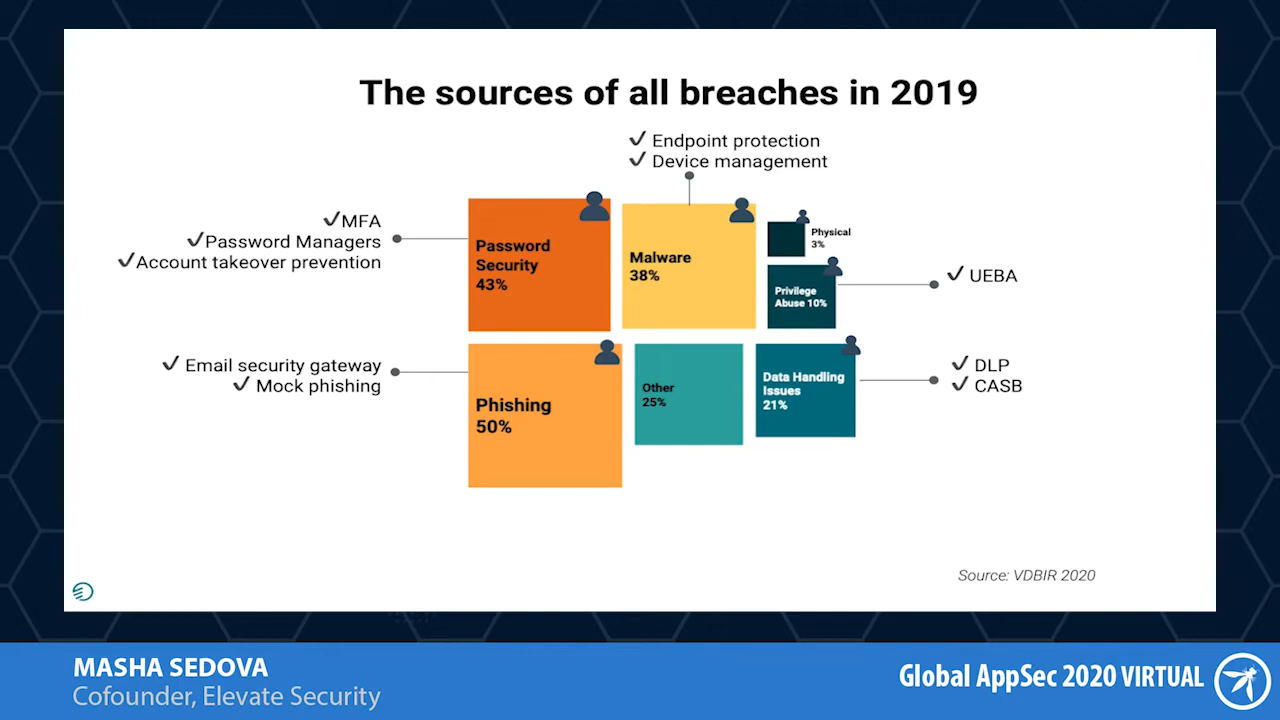 The sources of all breaches in 2019
✓ Endpoint protection
✓ Device management
✓MFA
✓Password Managers
✓Account takeover prevention
Password
Security
43%
Malware
38%
Physical
3%
Privilege
Abuse 10%
✓ UEBA
✓ Email security gateway
✓ Mock phishing
Phishing
50%
Other
25%
Data Handling
Issues
21%
✓ DLP
✓ CASB
Source: VDBIR 2020
MASHA SEDOVA
Cofounder, Elevate Security
Global AppSec 2020 VIRTUAL